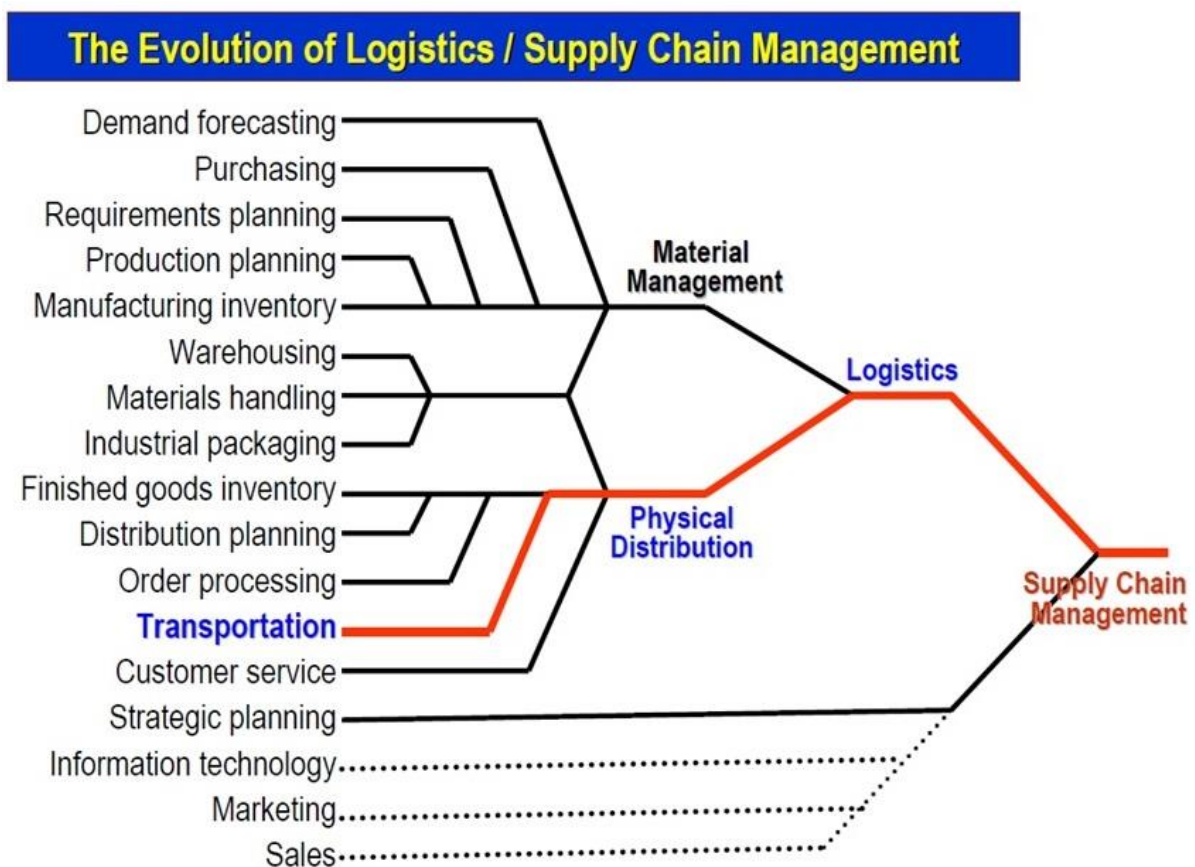 The Evolution of Logistics / Supply Chain Management
Demand forecasting
Purchasing
Requirements planning
Production planning
Manufacturing inventory
Warehousing
Materials handling
Industrial packaging
Finished goods inventory
Distribution planning
Order processing
Transportation
Customer service
Strategic planning
Information technology
Marketing
Sales
Material
Management
Physical
Distribution
Logistics
Supply Chain
Management